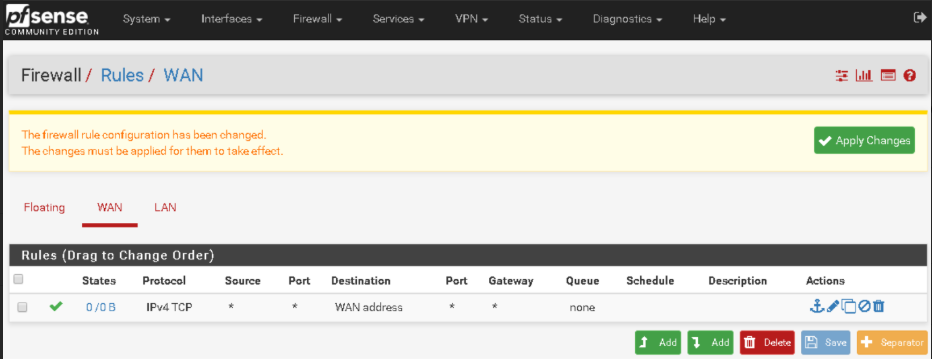 pfsense
COMMUNITY EDITION
System Interfaces Firewall Services VPN Status Diagnostics Help
Firewall / Rules / WAN
The firewall rule configuration has been changed.
The changes must be applied for them to take effect.
Apply Changes
Floating WAN LAN
Rules (Drag to Change Order)
States Protocol Source Port Destination Port Gateway Queue Schedule Description Actions
0 / 0 B IPv4 TCP * * WAN address * * none
Add Add Delete Save Separator